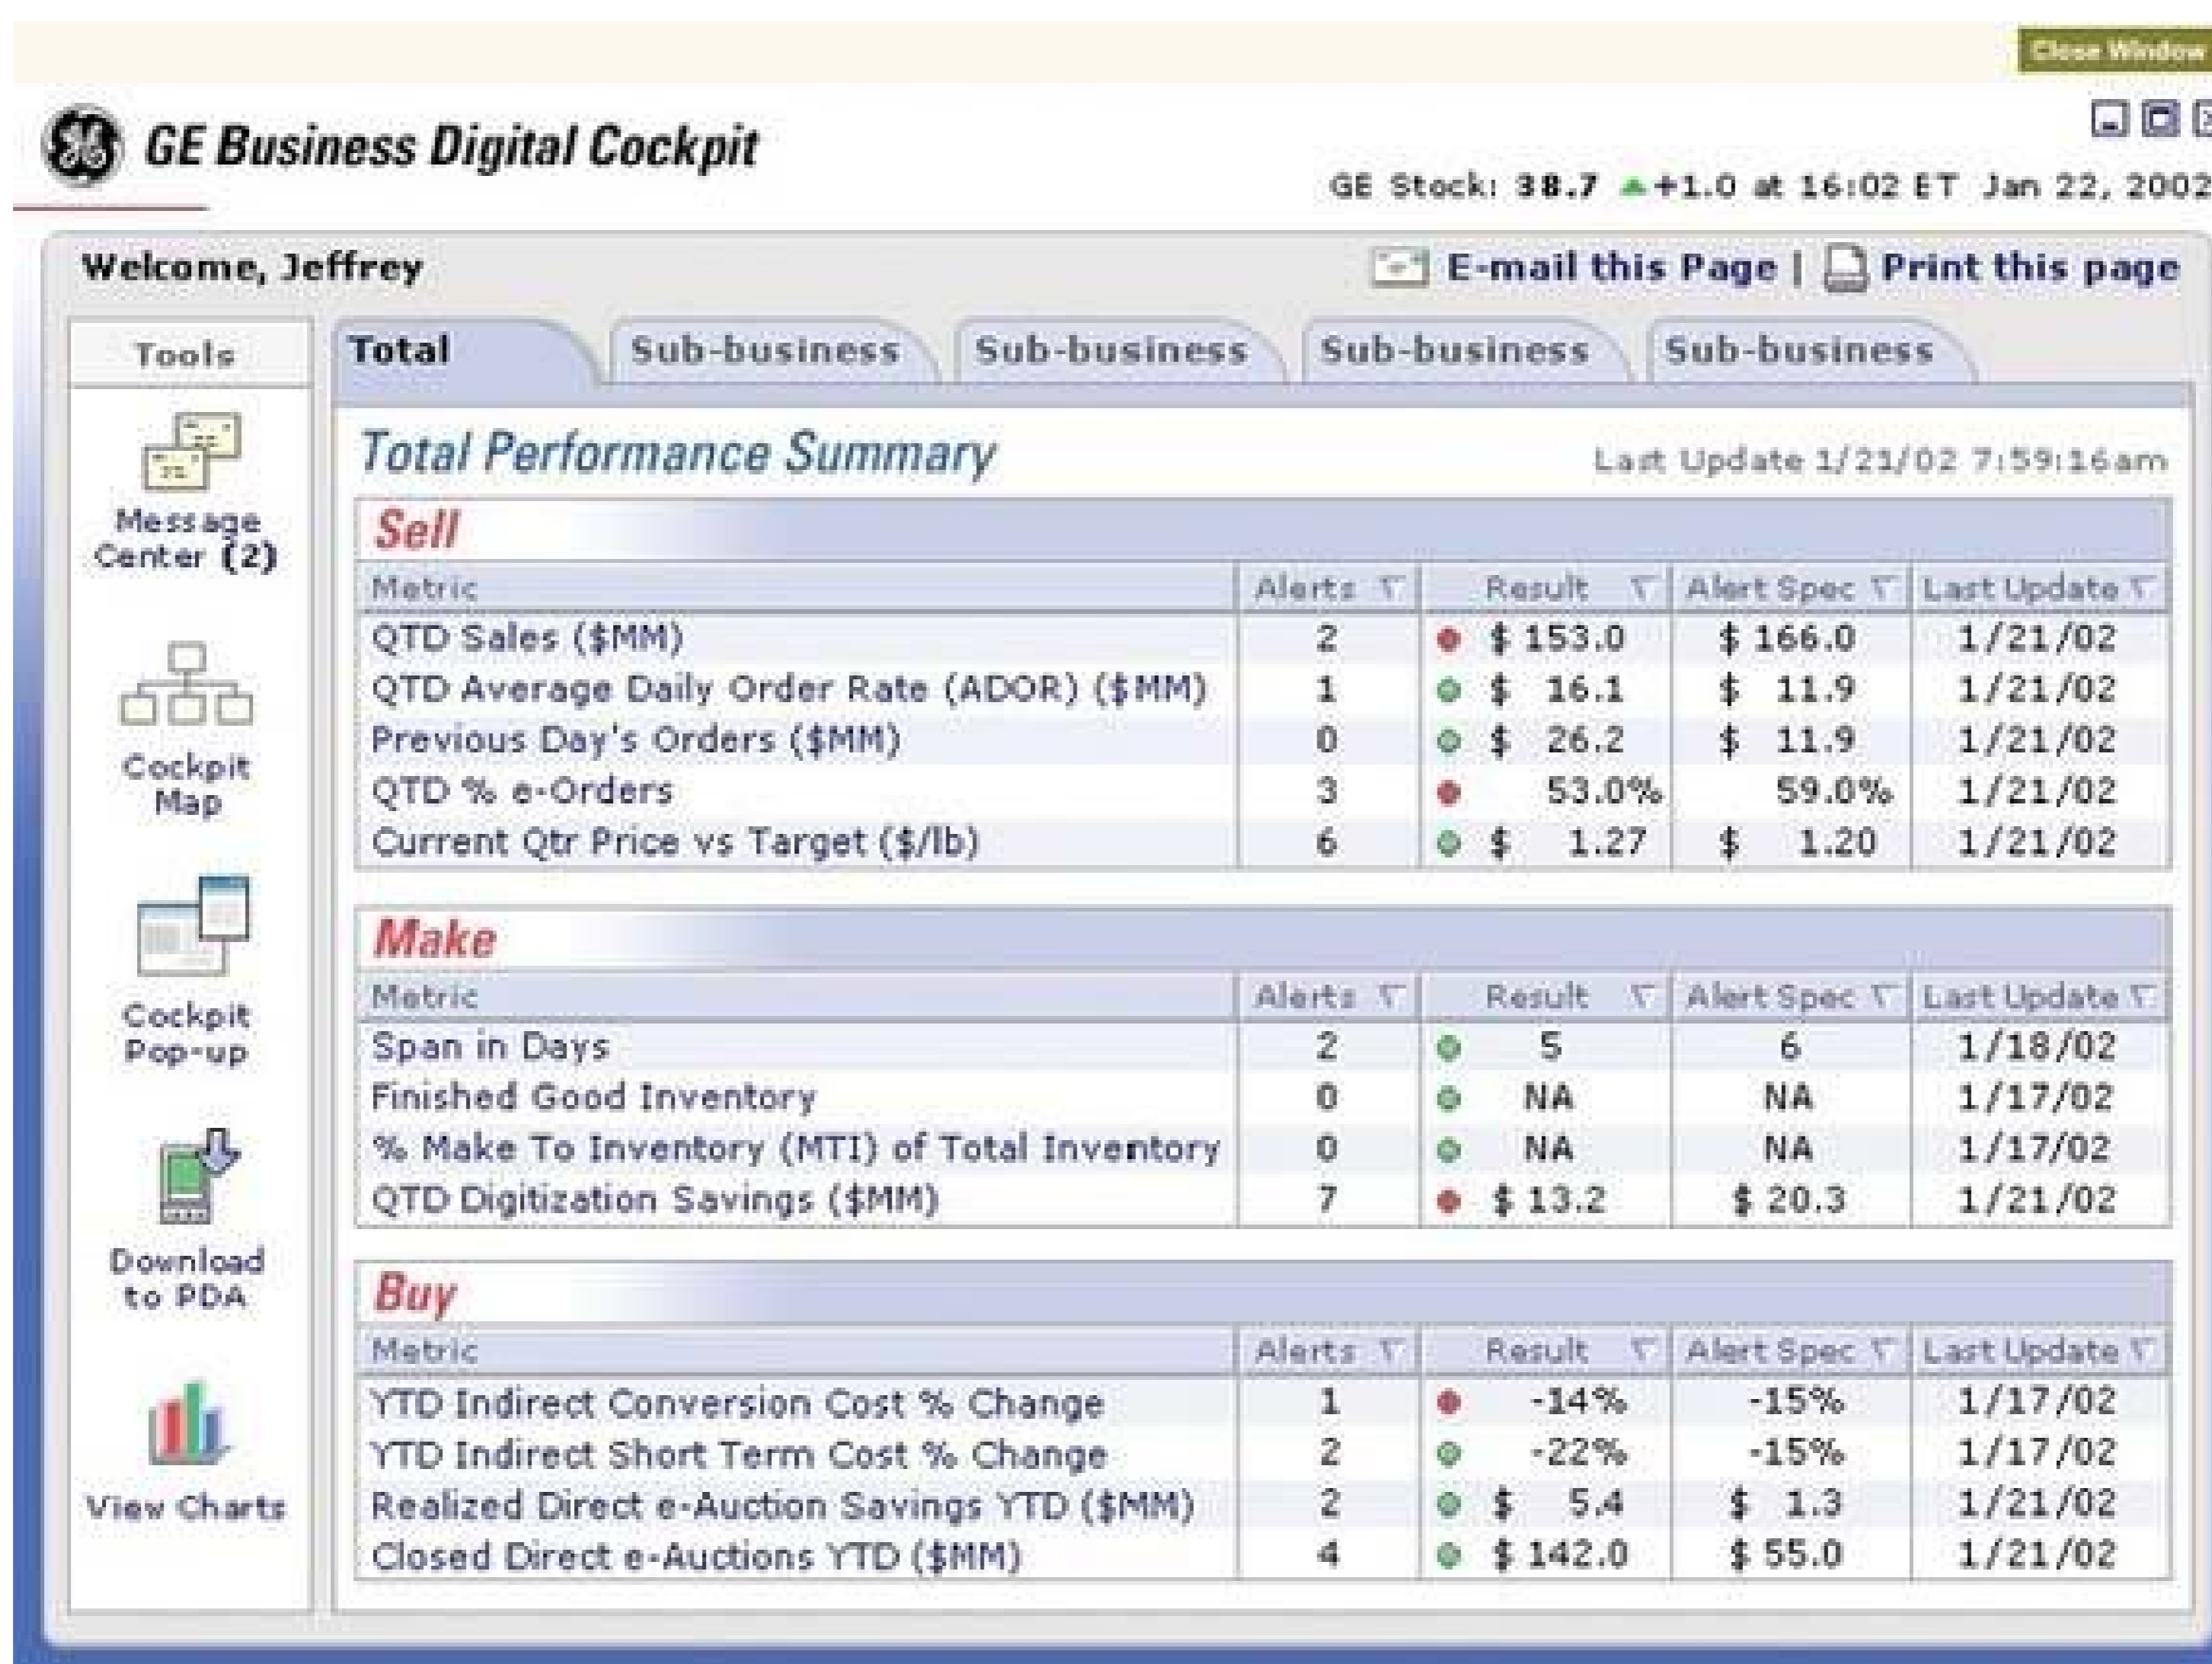 Close Window
GE Business Digital Cockpit
GE Stock: 38.7 +1.0 at 16:02 ET Jan 22, 2002
Welcome, Jeffrey
E-mail this Page | Print this page
Tools
Message
Center (2)
Cockpit
Map
Cockpit
Pop-up
Download
to PDA
View Charts
Total Sub-business Sub-business Sub-business Sub-business
Total Performance Summary
Last Update 1/21/02 7:59:16am
Sell
Metric Alerts Result Alert Spec Last Update
QTD Sales ($MM) 2 $ 153.0 $ 166.0 1/21/02
QTD Average Daily Order Rate (ADOR) ($MM) 1 $ 16.1 $ 11.9 1/21/02
Previous Day's Orders ($MM) 0 $ 26.2 $ 11.9 1/21/02
QTD % e-Orders 3 53.0% 59.0% 1/21/02
Current Qtr Price vs Target ($/lb) 6 $ 1.27 $ 1.20 1/21/02
Make
Metric Alerts Result Alert Spec Last Update
Span in Days 2 5 6 1/18/02
Finished Good Inventory 0 NA NA 1/17/02
% Make To Inventory (MTI) of Total Inventory 0 NA NA 1/17/02
QTD Digitization Savings ($MM) 7 $ 13.2 $ 20.3 1/21/02
Buy
Metric Alerts Result Alert Spec Last Update
YTD Indirect Conversion Cost % Change 1 -14% -15% 1/17/02
YTD Indirect Short Term Cost % Change 2 -22% -15% 1/17/02
Realized Direct e-Auction Savings YTD ($MM) 2 $ 5.4 $ 1.3 1/21/02
Closed Direct e-Auctions YTD ($MM) 4 $ 142.0 $ 55.0 1/21/02